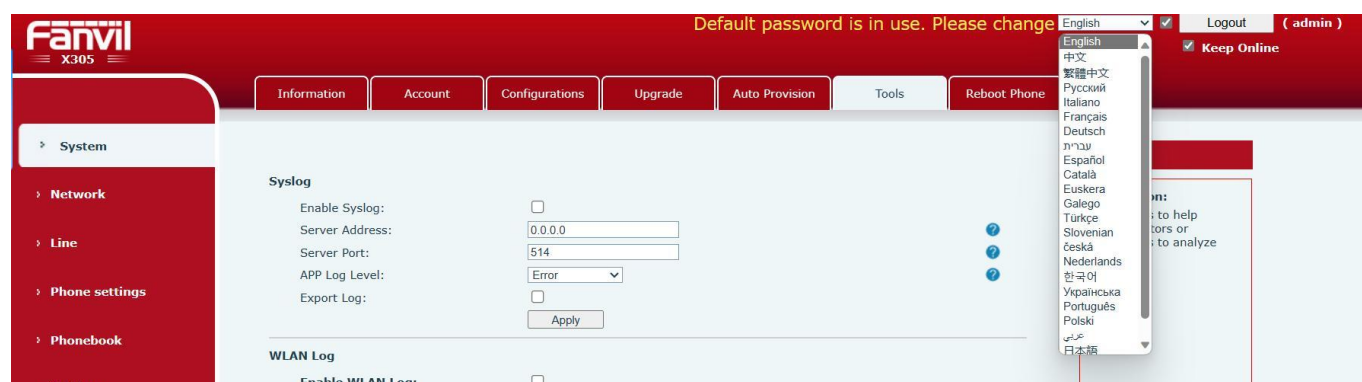 Fanvil
X305
Default password is in use. Please change
English
Logout
( admin )
Keep Online
English
中文
繁體中文
Русский
Italiano
Français
Deutsch
עברית
Español
Català
Euskera
Galego
Türkçe
Slovenian
česká
Nederlands
한국어
Українська
Português
Polski
عربي
日本語
Information
Account
Configurations
Upgrade
Auto Provision
Tools
Reboot Phone
System
Network
Line
Phone settings
Phonebook
Syslog
Enable Syslog:
Server Address: 0.0.0.0
Server Port: 514
APP Log Level: Error
Export Log:
Apply
WLAN Log
Enable WLAN Log:
to help
to analyze